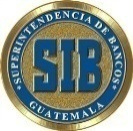 SUPERINTENDENCIA DE BANCOS
SIB
GUATEMALA